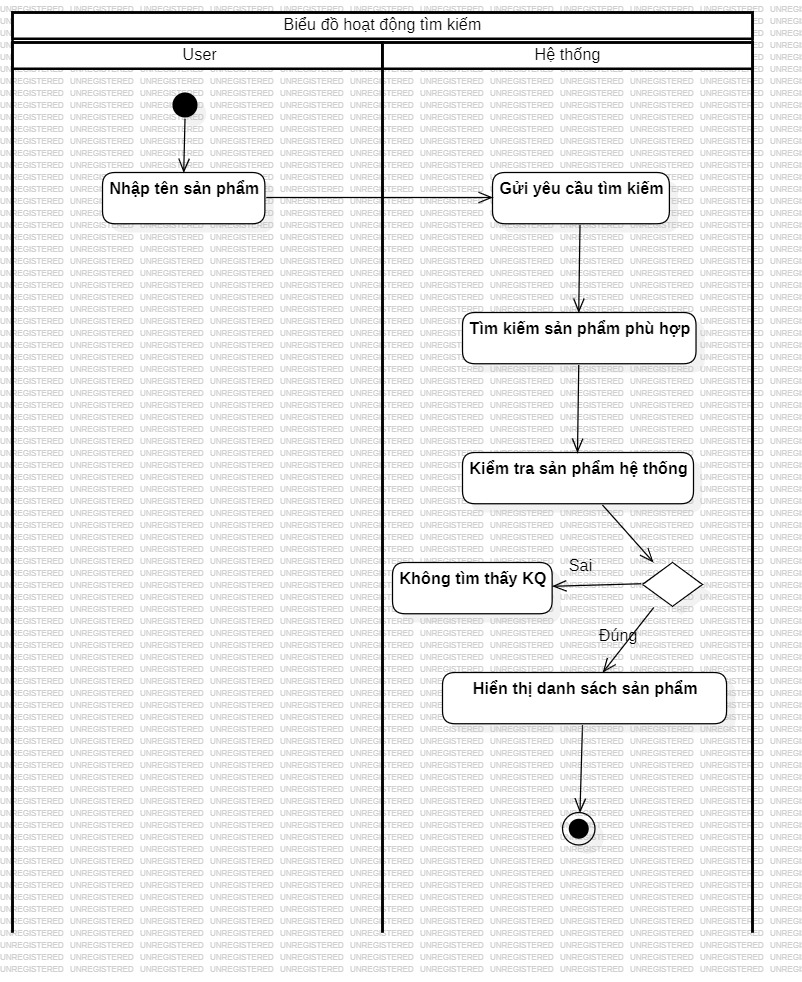 Biểu đồ hoạt động tìm kiếm
User
Hệ thống
Nhập tên sản phẩm
Gửi yêu cầu tìm kiếm
Tìm kiếm sản phẩm phù hợp
Kiểm tra sản phẩm hệ thống
Sai
Không tìm thấy KQ
Đúng
Hiển thị danh sách sản phẩm
UNREGISTERED